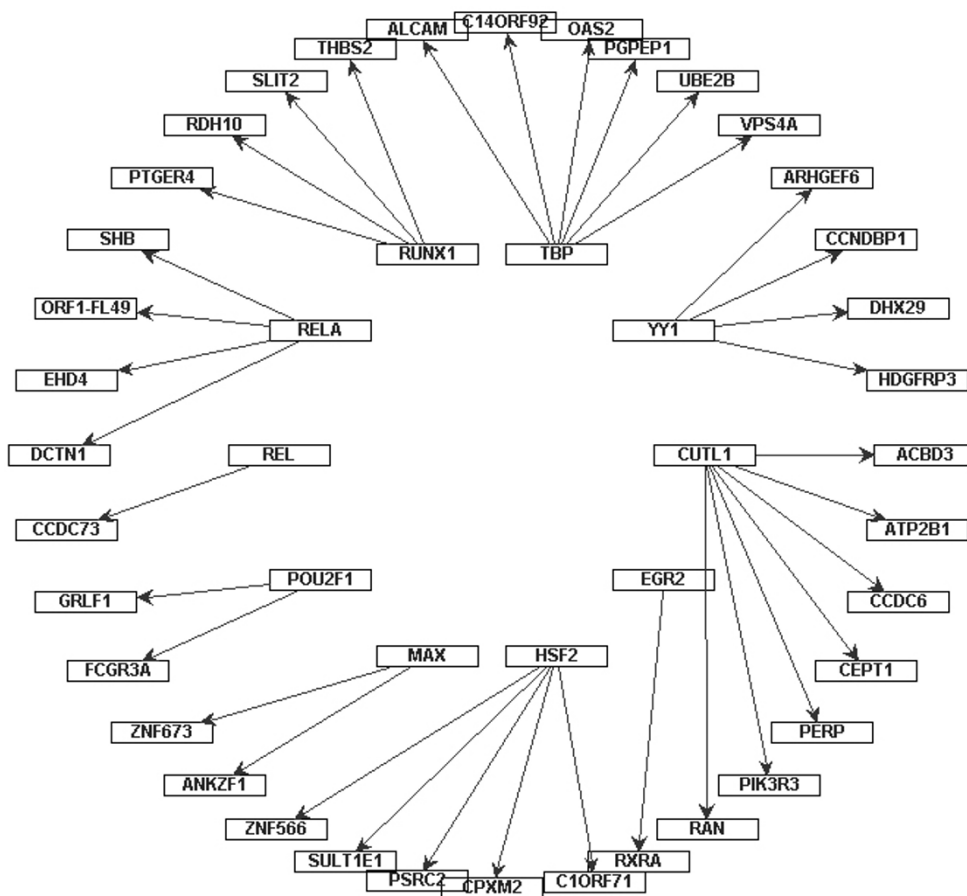 C14ORF92
ALCAM
OAS2
THBS2
PGPEP1
SLIT2
UBE2B
RDH10
VPS4A
PTGER4
ARHGEF6
SHB
RUNX1
TBP
CCNDBP1
ORF1-FL49
RELA
YY1
DHX29
EHD4
HDGFRP3
DCTN1
REL
CUTL1
ACBD3
CCDC73
ATP2B1
GRLF1
POU2F1
EGR2
CCDC6
FCGR3A
MAX
HSF2
CEPT1
ZNF673
PERP
ANKZF1
PIK3R3
ZNF566
RAN
SULT1E1
RXRA
PSRC2
CPXM2
C1ORF71